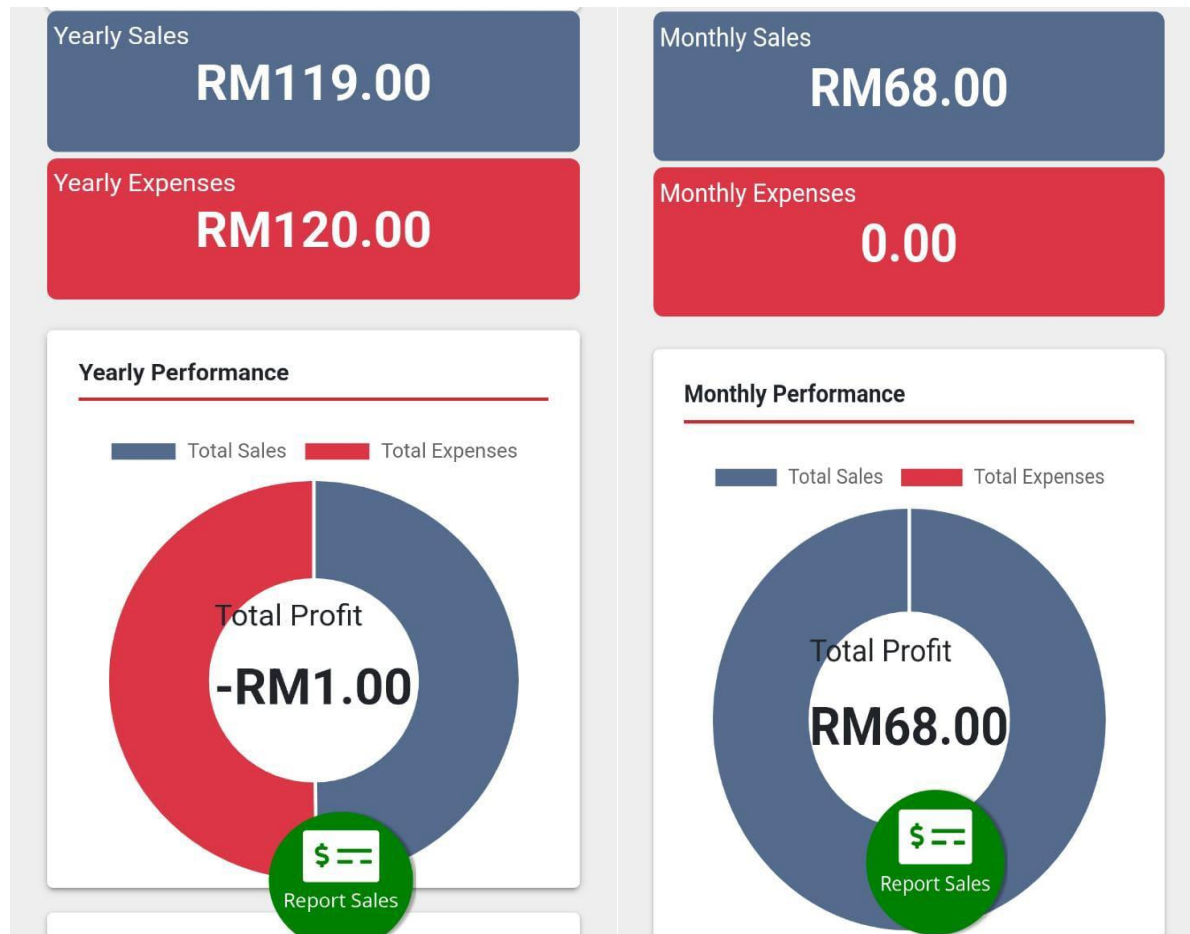 Yearly Sales
RM119.00
Yearly Expenses
RM120.00
Yearly Performance
Total Sales Total Expenses
Total Profit
-RM1.00
$
Report Sales
Monthly Sales
RM68.00
Monthly Expenses
0.00
Monthly Performance
Total Sales Total Expenses
Total Profit
RM68.00
$
Report Sales